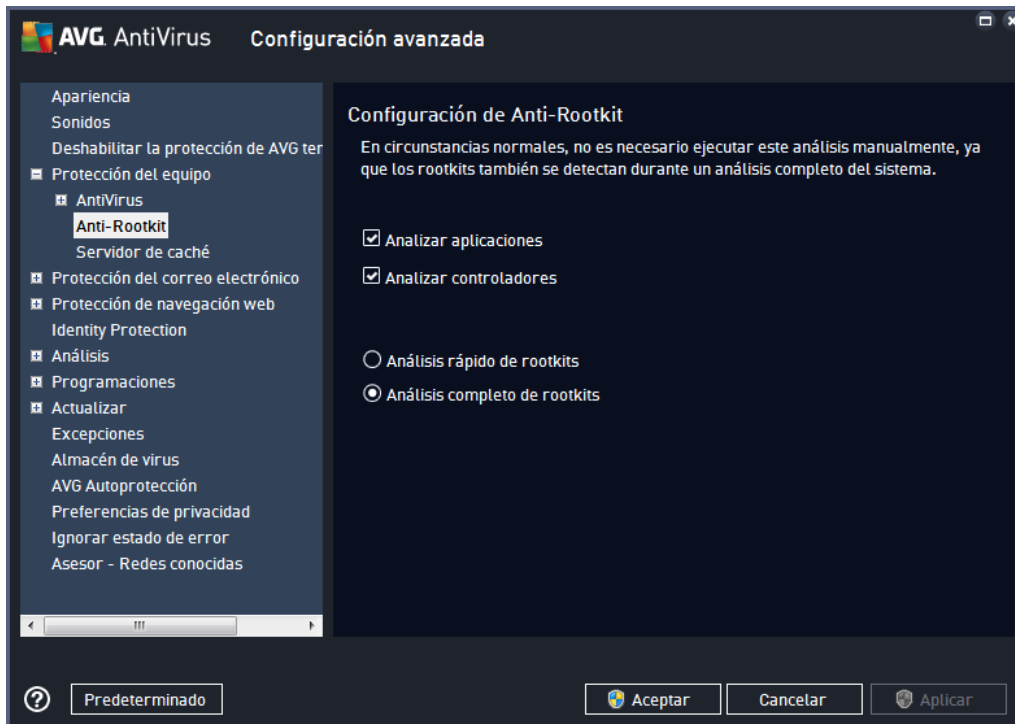 AVG. AntiVirus Configuración avanzada
Apariencia
Sonidos
Deshabilitar la protección de AVG ter
Protección del equipo
AntiVirus
Anti-Rootkit
Servidor de caché
Protección del correo electrónico
Protección de navegación web
Identity Protection
Análisis
Programaciones
Actualizar
Excepciones
Almacén de virus
AVG Autoprotección
Preferencias de privacidad
Ignorar estado de error
Asesor - Redes conocidas
Configuración de Anti-Rootkit
En circunstancias normales, no es necesario ejecutar este análisis manualmente, ya
que los rootkits también se detectan durante un análisis completo del sistema.
Analizar aplicaciones
Analizar controladores
Análisis rápido de rootkits
Análisis completo de rootkits
? Predeterminado Aceptar Cancelar Aplicar